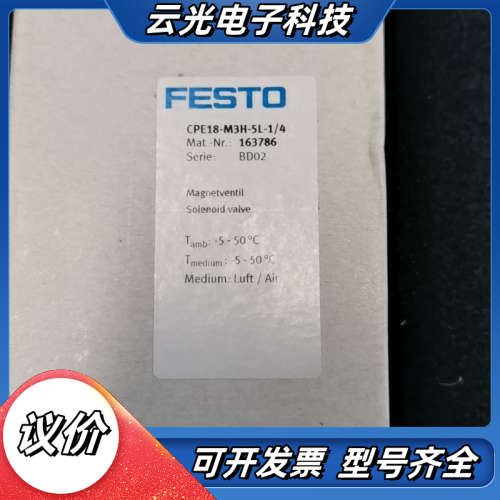 云光电子科技
FESTO
CPE18-M3H-5L-1/4
Mat.-Nr.: 163786
Serie: BD02
Magnetventil
Solenoid valve
Tamb: -5 - 50 °C
Tmedium: -5 - 50 °C
Medium: Luft / Air
议价
可开发票 型号齐全